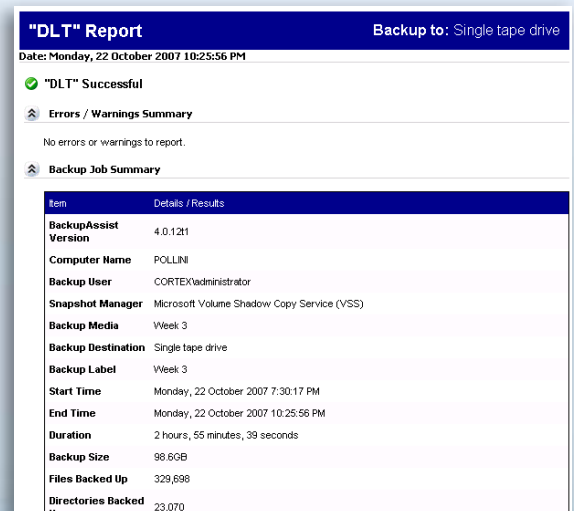 "DLT" Report Backup to: Single tape drive
Date: Monday, 22 October 2007 10:25:56 PM
"DLT" Successful
Errors / Warnings Summary
No errors or warnings to report.
Backup Job Summary
Item Details / Results
BackupAssist
Version 4.0.12t1
Computer Name POLLINI
Backup User CORTEX\administrator
Snapshot Manager Microsoft Volume Shadow Copy Service (VSS)
Backup Media Week 3
Backup Destination Single tape drive
Backup Label Week 3
Start Time Monday, 22 October 2007 7:30:17 PM
End Time Monday, 22 October 2007 10:25:56 PM
Duration 2 hours, 55 minutes, 39 seconds
Backup Size 98.6GB
Files Backed Up 329,698
Directories Backed 23,070